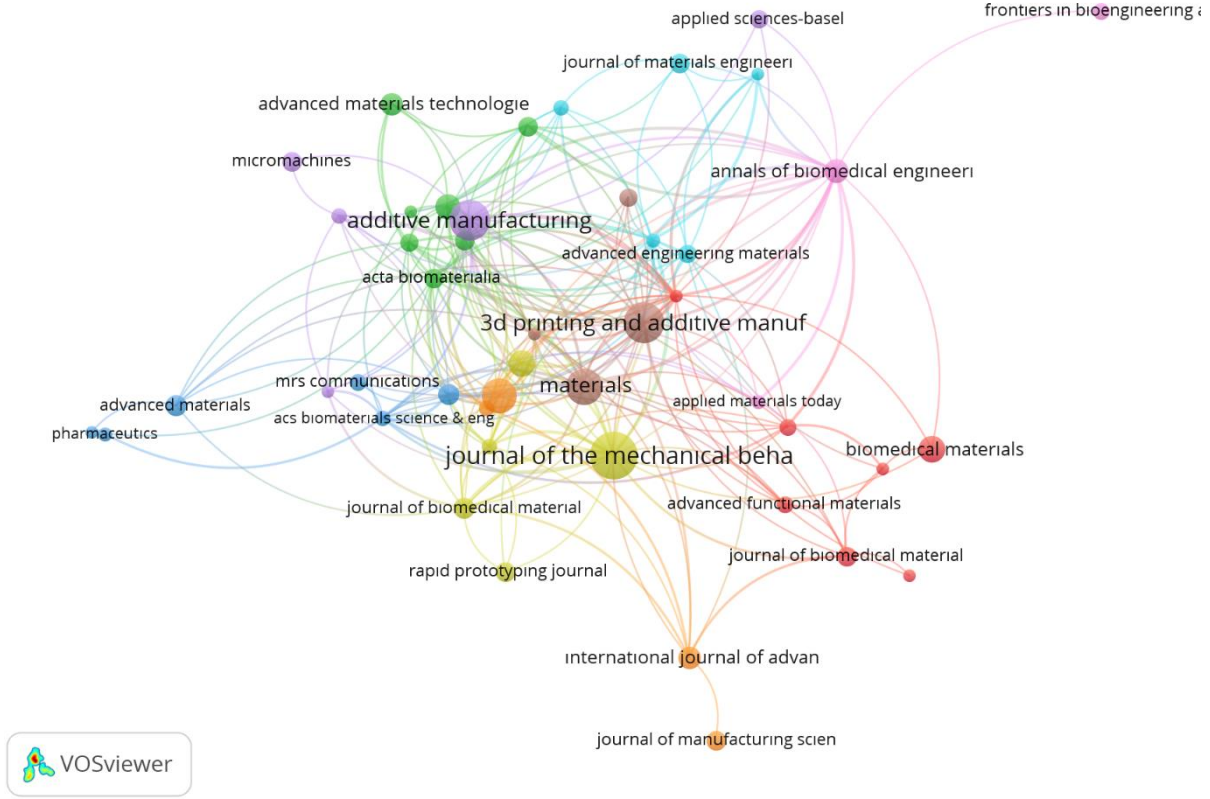 frontiers in bioengineering a
applied sciences-basel
journal of materials engineeri
advanced materials technologie
micromachines
annals of biomedical engineeri
additive manufacturing
advanced engineering materials
acta biomaterialia
3d printing and additive manuf
mrs communications
materials
advanced materials
applied materials today
acs biomaterials science & eng
pharmaceutics
biomedical materials
journal of the mechanical beha
advanced functional materials
journal of biomedical material
journal of biomedical material
rapid prototyping journal
international journal of advan
journal of manufacturing scien
VOSviewer